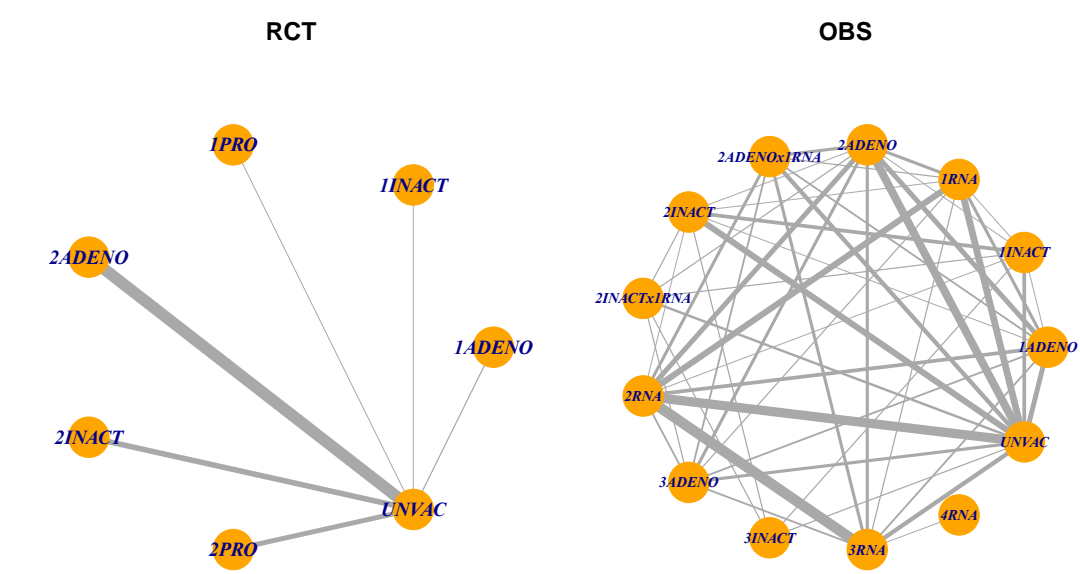 RCT
1PRO
1INACT
2ADENO
1ADENO
2INACT
UNVAC
2PRO
OBS
2ADENO
2ADENOx1RNA
1RNA
2INACT
1INACT
2INACTx1RNA
1ADENO
2RNA
UNVAC
3ADENO
4RNA
3INACT
3RNA